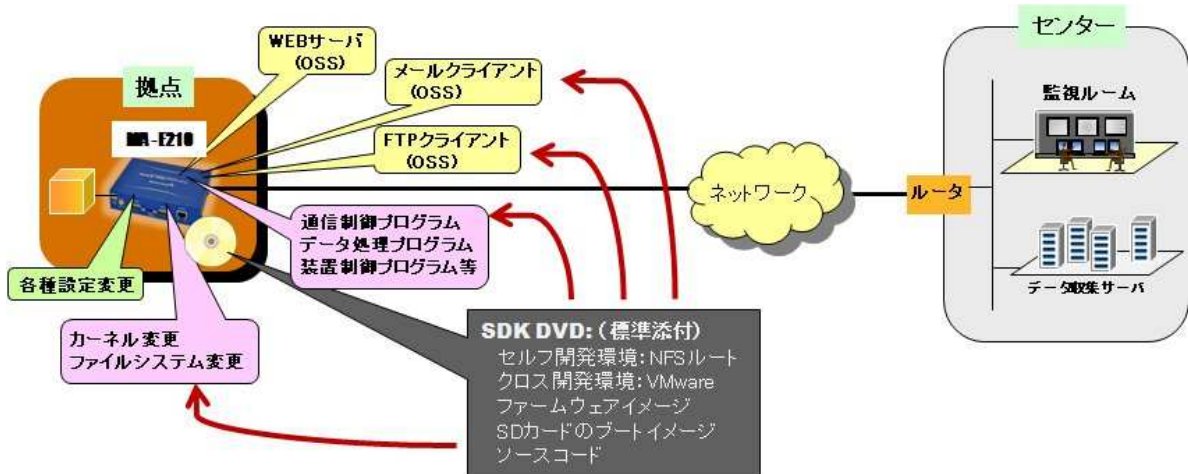 WEBサーバ
(OSS)
メールクライアント
(OSS)
FTPクライアント
(OSS)
拠点
MA-E210
通信制御プログラム
データ処理プログラム
装置制御プログラム等
各種設定変更
カーネル変更
ファイルシステム変更
SDK DVD:(標準添付)
セルフ開発環境:NFSルート
クロス開発環境:VMware
ファームウェアイメージ
SDカードのブートイメージ
ソースコード
ネットワーク
ルータ
センター
監視ルーム
データ収集サーバ